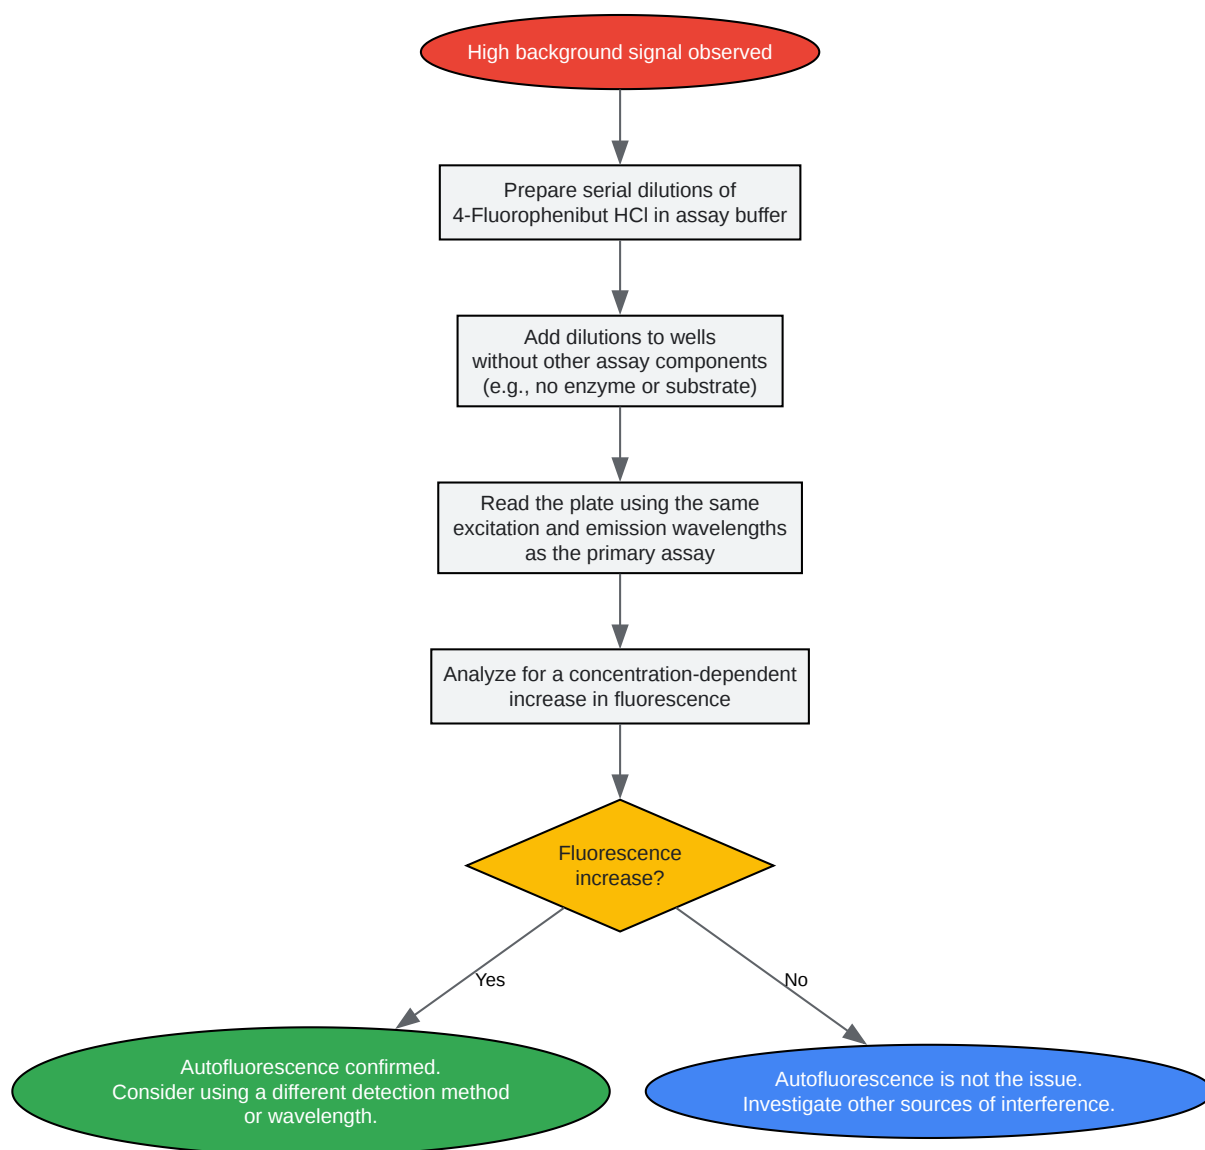 High background signal observed
Prepare serial dilutions of
4-Fluorophenibut HCl in assay buffer
Add dilutions to wells
without other assay components
(e.g., no enzyme or substrate)
Read the plate using the same
excitation and emission wavelengths
as the primary assay
Analyze for a concentration-dependent
increase in fluorescence
Fluorescence
increase?
Yes
No
Autofluorescence confirmed.
Consider using a different detection method
or wavelength.
Autofluorescence is not the issue.
Investigate other sources of interference.